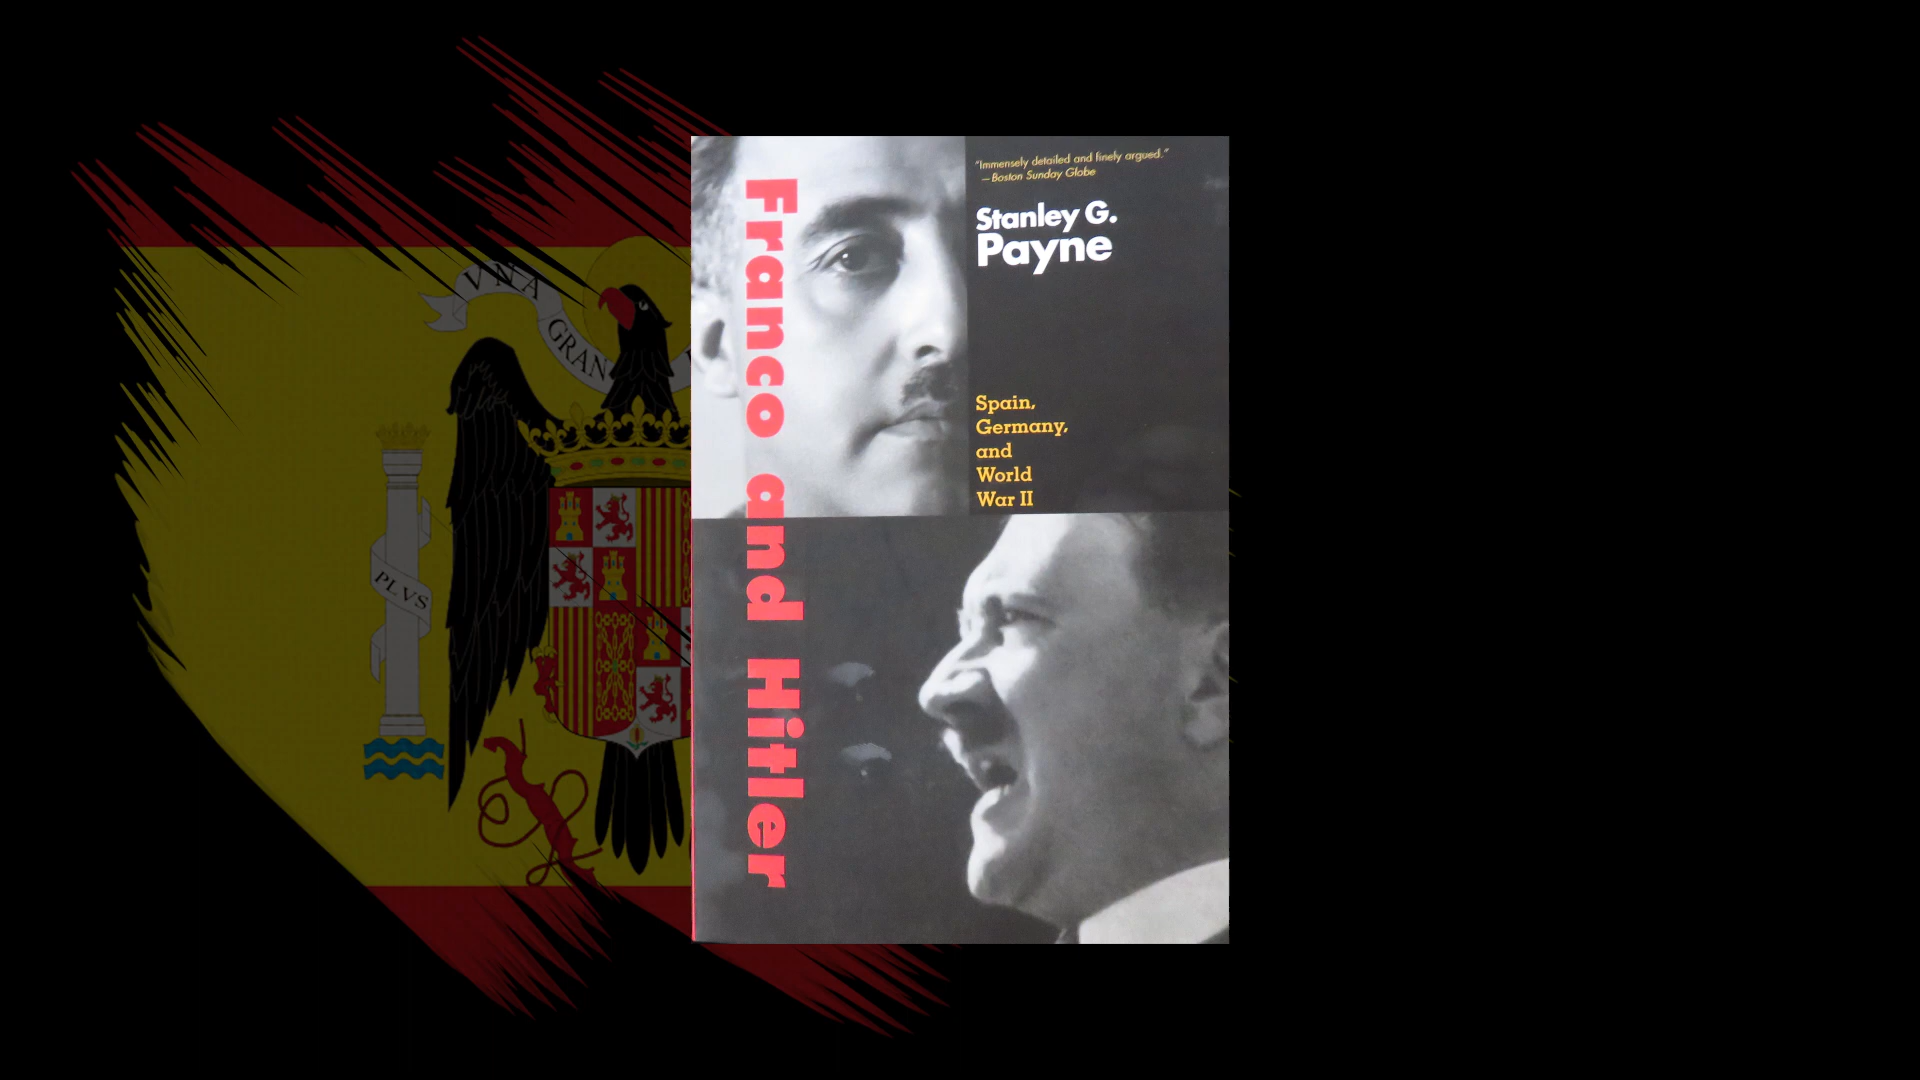 VNA
GRAN
PLVS
"Immensely detailed and finely argued."
—Boston Sunday Globe
Stanley G.
Payne
Franco and Hitler
Spain,
Germany,
and
World
War II